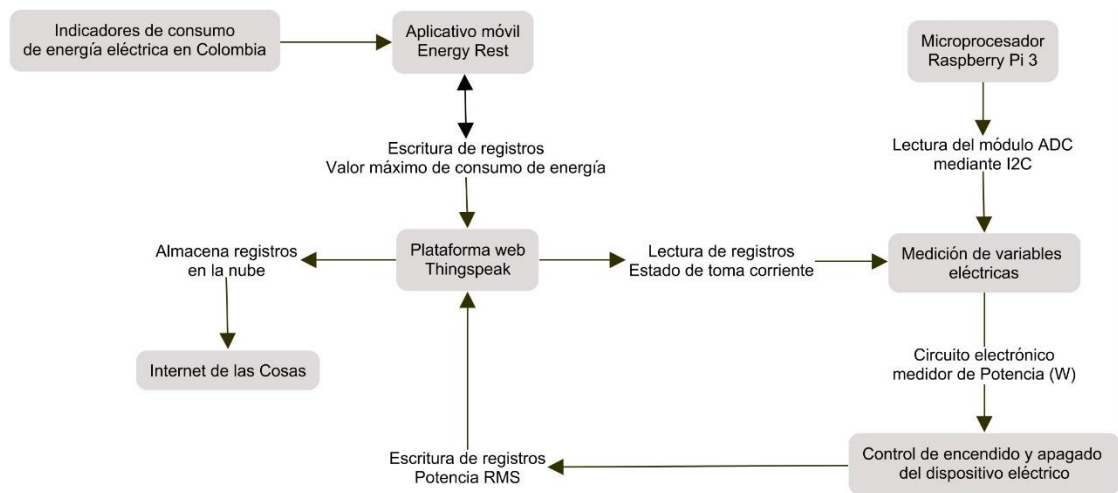 Indicadores de consumo
de energía eléctrica en Colombia
Aplicativo móvil
Energy Rest
Microprocesador
Raspberry Pi 3
Escritura de registros
Valor máximo de consumo de energía
Lectura del módulo ADC
mediante I2C
Almacena registros
en la nube
Plataforma web
Thingspeak
Lectura de registros
Estado de toma corriente
Medición de variables
eléctricas
Internet de las Cosas
Circuito electrónico
medidor de Potencia (W)
Escritura de registros
Potencia RMS
Control de encendido y apagado
del dispositivo eléctrico